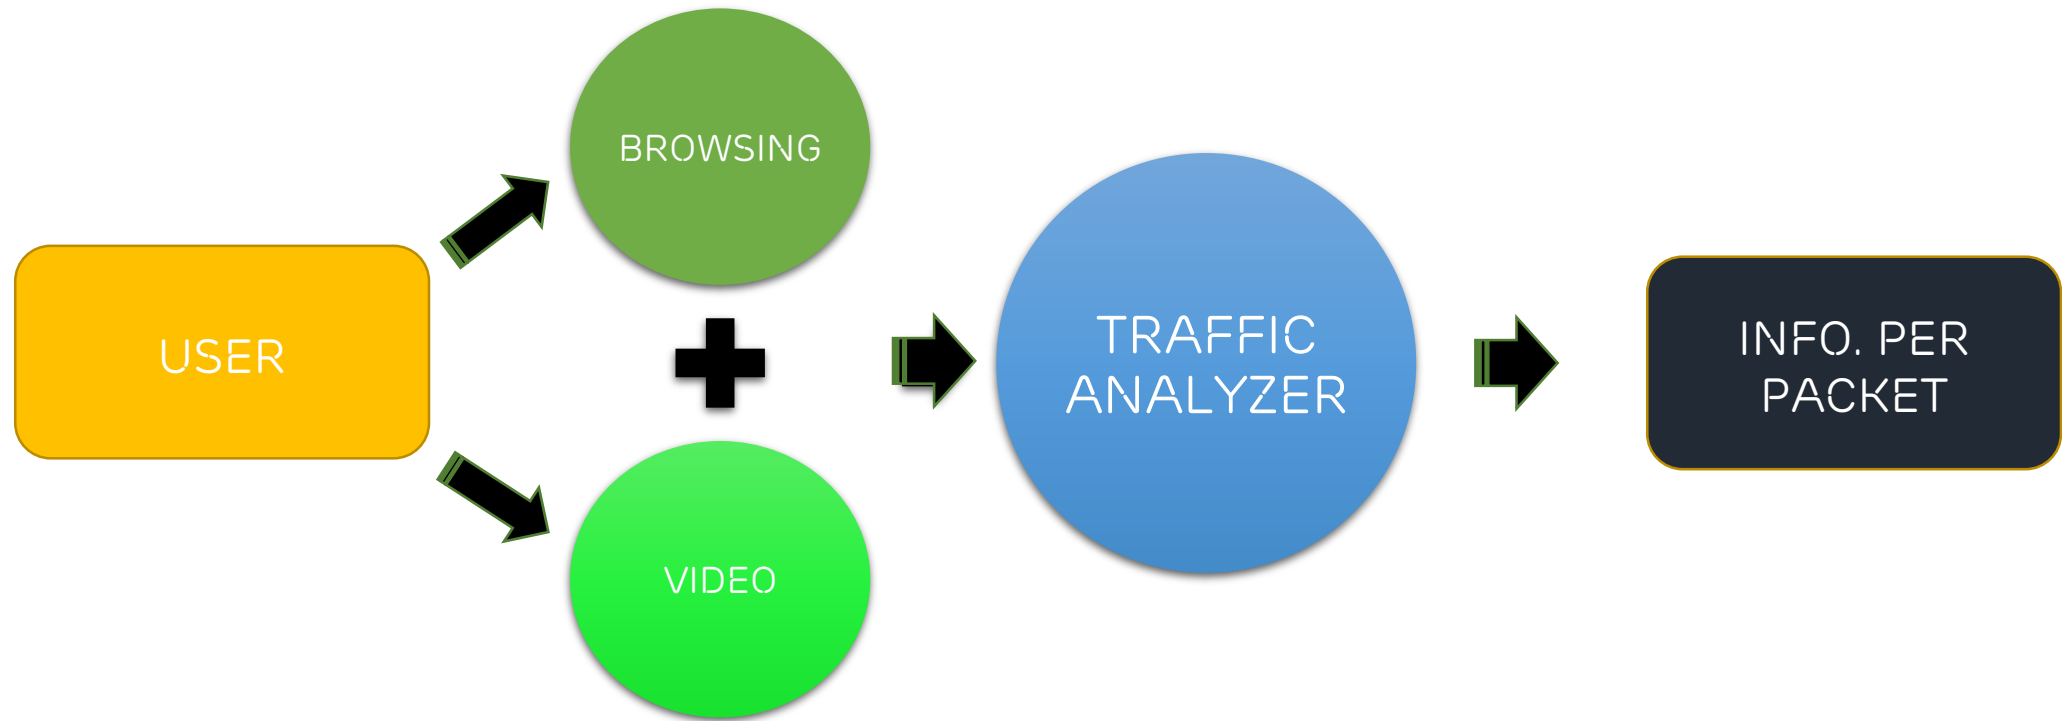 USER
BROWSING
VIDEO
TRAFFIC
ANALYZER
INFO. PER
PACKET